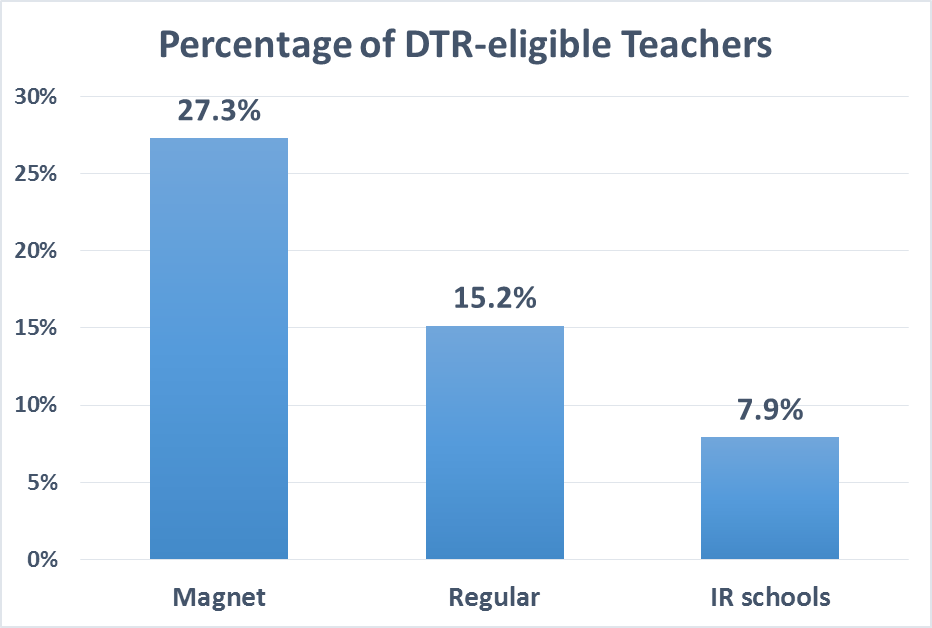 Percentage of DTR-eligible Teachers
30%
27.3%
25%
20%
15.2%
15%
10%
7.9%
5%
0%
Magnet
Regular
IR schools